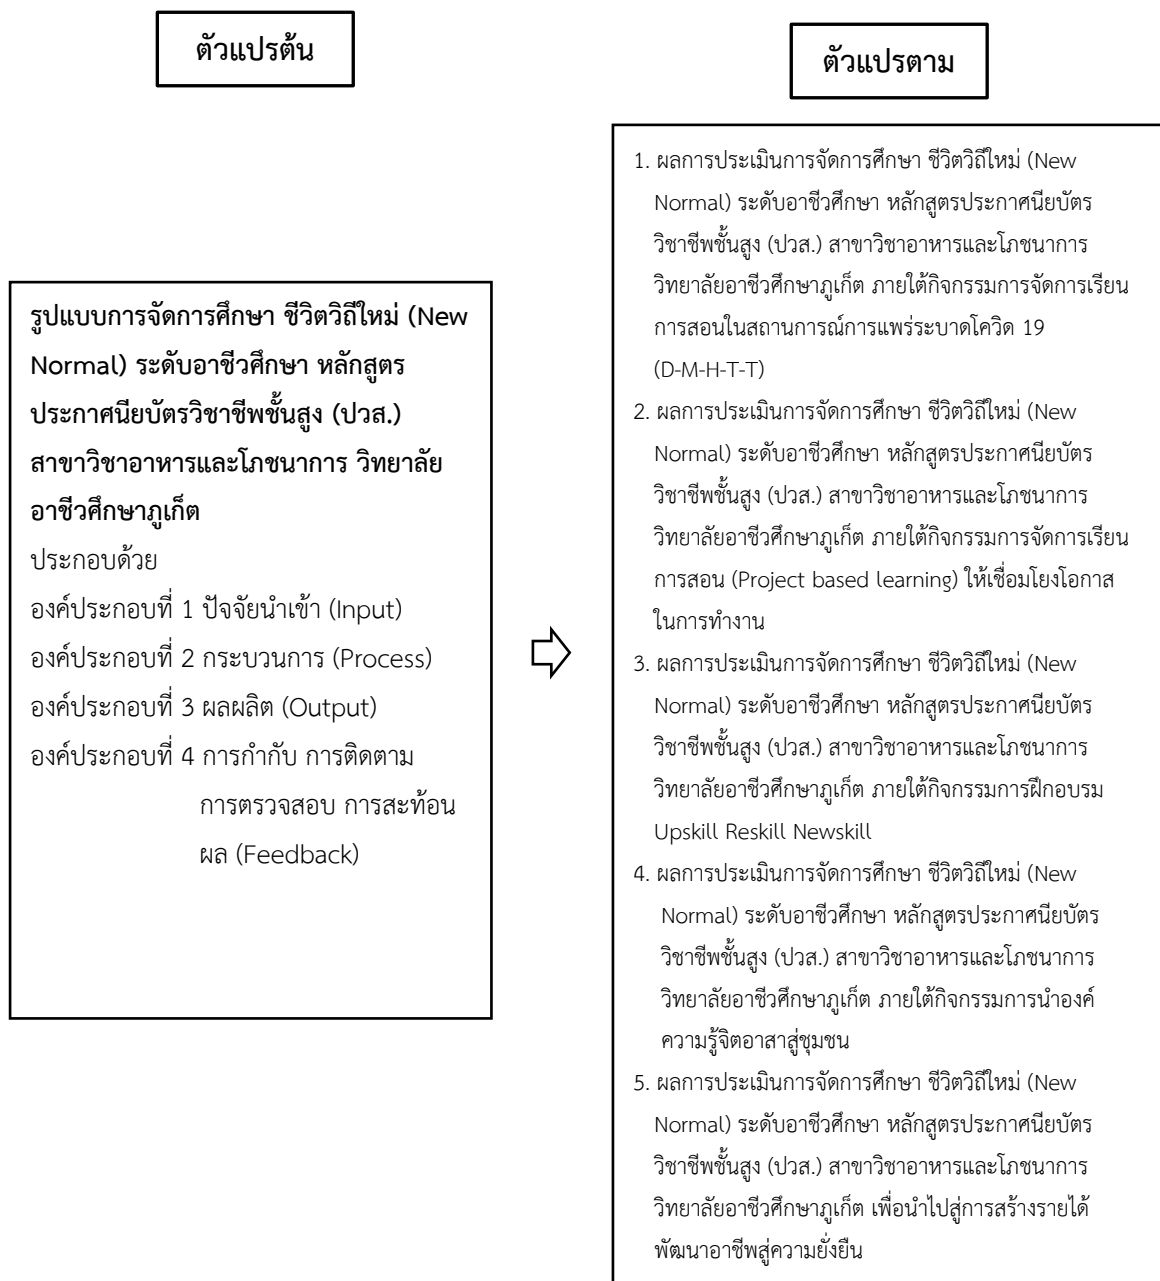 ตัวแปรต้น
ตัวแปรตาม
รูปแบบการจัดการศึกษา ชีวิตวิถีใหม่ (New
Normal) ระดับอาชีวศึกษา หลักสูตร
ประกาศนียบัตรวิชาชีพชั้นสูง (ปวส.)
สาขาวิชาอาหารและโภชนาการ วิทยาลัย
อาชีวศึกษาภูเก็ต
ประกอบด้วย
องค์ประกอบที่ 1 ปัจจัยนำเข้า (Input)
องค์ประกอบที่ 2 กระบวนการ (Process)
องค์ประกอบที่ 3 ผลผลิต (Output)
องค์ประกอบที่ 4 การกำกับ การติดตาม
การตรวจสอบ การสะท้อน
ผล (Feedback)
1. ผลการประเมินการจัดการศึกษา ชีวิตวิถีใหม่ (New
Normal) ระดับอาชีวศึกษา หลักสูตรประกาศนียบัตร
วิชาชีพชั้นสูง (ปวส.) สาขาวิชาอาหารและโภชนาการ
วิทยาลัยอาชีวศึกษาภูเก็ต ภายใต้กิจกรรมการจัดการเรียน
การสอนในสถานการณ์การแพร่ระบาดโควิด 19
(D-M-H-T-T)
2. ผลการประเมินการจัดการศึกษา ชีวิตวิถีใหม่ (New
Normal) ระดับอาชีวศึกษา หลักสูตรประกาศนียบัตร
วิชาชีพชั้นสูง (ปวส.) สาขาวิชาอาหารและโภชนาการ
วิทยาลัยอาชีวศึกษาภูเก็ต ภายใต้กิจกรรมการจัดการเรียน
การสอน (Project based learning) ให้เชื่อมโยงโอกาส
ในการทำงาน
3. ผลการประเมินการจัดการศึกษา ชีวิตวิถีใหม่ (New
Normal) ระดับอาชีวศึกษา หลักสูตรประกาศนียบัตร
วิชาชีพชั้นสูง (ปวส.) สาขาวิชาอาหารและโภชนาการ
วิทยาลัยอาชีวศึกษาภูเก็ต ภายใต้กิจกรรมการฝึกอบรม
Upskill Reskill Newskill
4. ผลการประเมินการจัดการศึกษา ชีวิตวิถีใหม่ (New
Normal) ระดับอาชีวศึกษา หลักสูตรประกาศนียบัตร
วิชาชีพชั้นสูง (ปวส.) สาขาวิชาอาหารและโภชนาการ
วิทยาลัยอาชีวศึกษาภูเก็ต ภายใต้กิจกรรมการนำองค์
ความรู้จิตอาสาสู่ชุมชน
5. ผลการประเมินการจัดการศึกษา ชีวิตวิถีใหม่ (New
Normal) ระดับอาชีวศึกษา หลักสูตรประกาศนียบัตร
วิชาชีพชั้นสูง (ปวส.) สาขาวิชาอาหารและโภชนาการ
วิทยาลัยอาชีวศึกษาภูเก็ต เพื่อนำไปสู่การสร้างรายได้
พัฒนาอาชีพสู่ความยั่งยืน